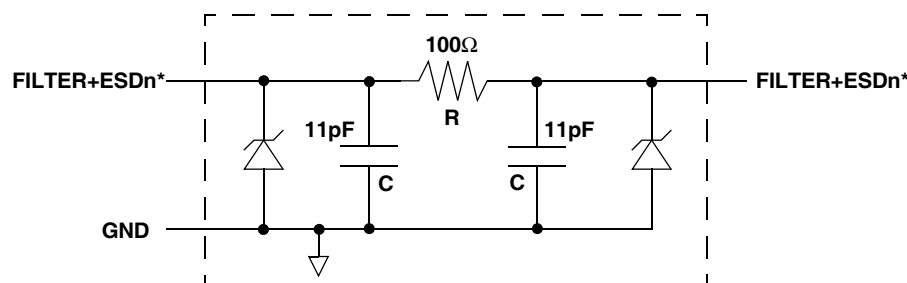 100Ω
FILTER+ESDn*
FILTER+ESDn*
R
11pF
11pF
C
C
GND